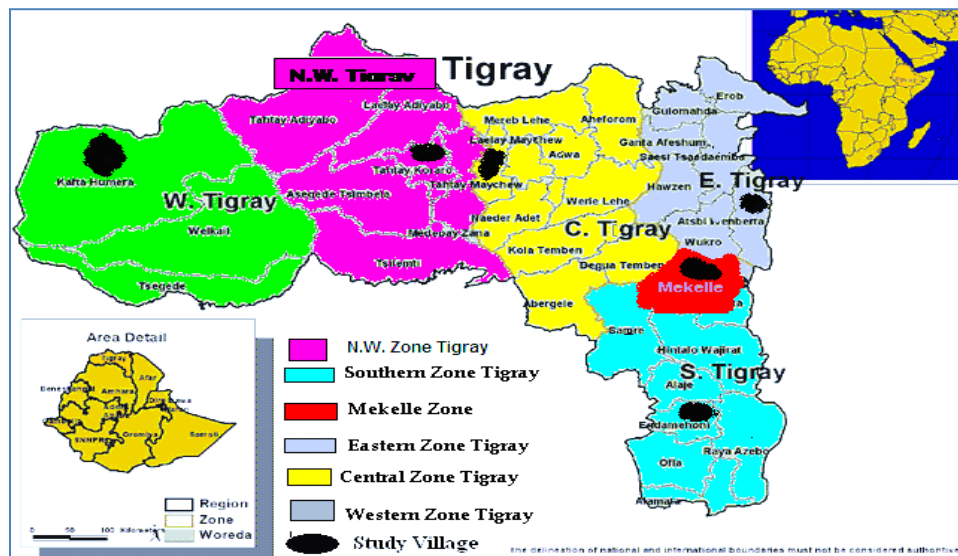 Tigray
N.W. Tigray
Erob
Gulomahda
Laelay Adiyabo
Tahtay Adiyabo
Mereb Lehe
Aheferom
Laelay Maychew
Ganta Afeshum
Saesi Tsaedaemba
Agwa
Tahtay Koraro
Kafta Humera
Tahtay Maychew
Hawzen
E. Tigray
Asegede Tsimbela
W. Tigray
Werie Lehe
Naeder Adet
Atsbi Wenberta
C. Tigray
Welkait
Medebay Zana
Wukro
Kola Temben
Tsilemti
Degua Temben
Tsegede
Mekelle
Abergele
Samre
Hintalo Wajirat
S. Tigray
Alaje
Endamehoni
Raya Azebo
Ofla
Alamata
Area Detail
Tigray
Afar
Amhara
Oromiya
Somali
SNNPR
Region
Zone
Woreda
0 50 100 Kilometers
N.W. Zone Tigray
Southern Zone Tigray
Mekelle Zone
Eastern Zone Tigray
Central Zone Tigray
Western Zone Tigray
Study Village
The delineation of national and international boundaries must not be considered